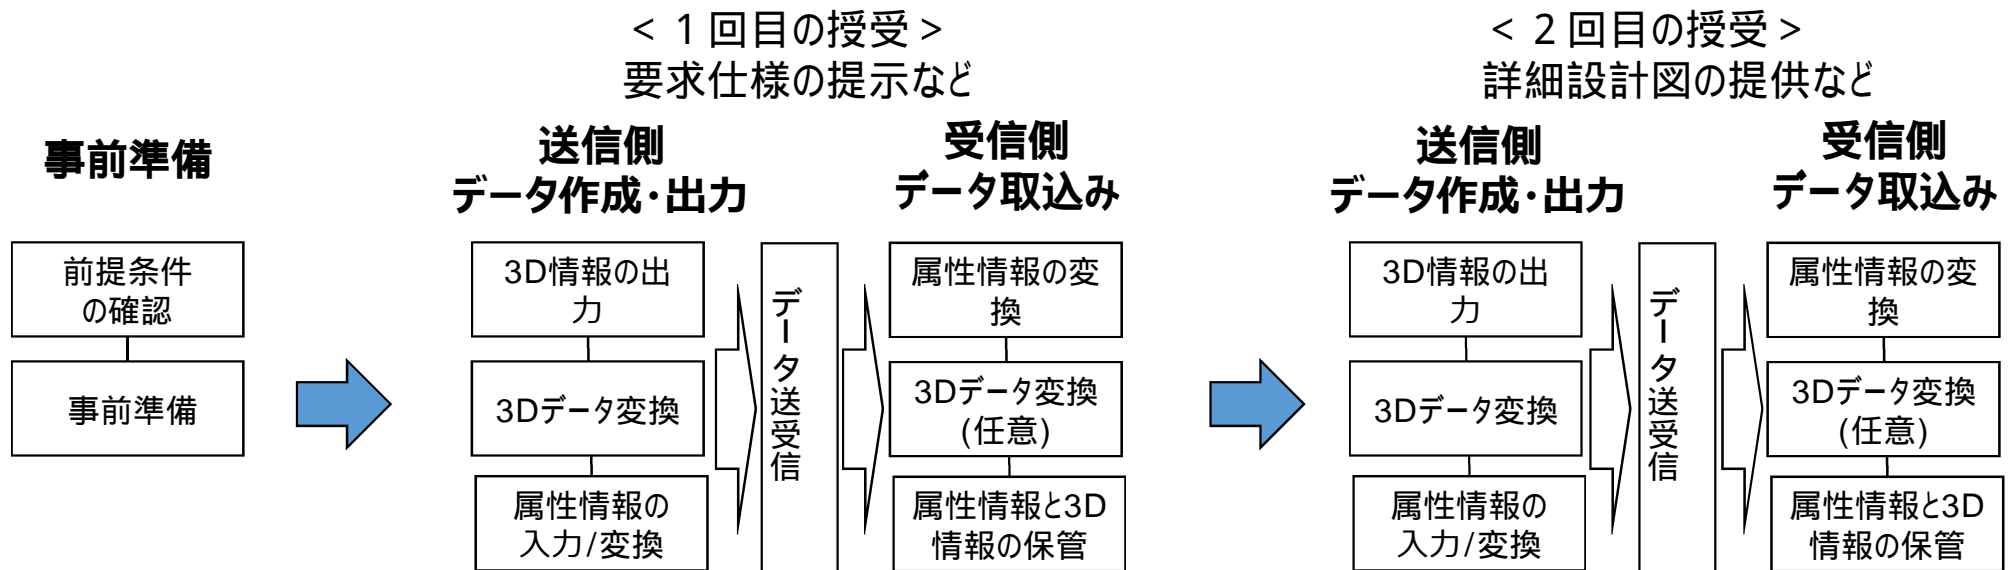 事前準備
前提条件
の確認
事前準備
< 1回目の授受 >
要求仕様の提示など
送信側
データ作成・出力
3D情報の出
力
3Dデータ変換
属性情報の
入力/変換
データ送受信
受信側
データ取込み
属性情報の変
換
3Dデータ変換
(任意)
属性情報と3D
情報の保管
< 2回目の授受 >
詳細設計図の提供など
送信側
データ作成・出力
3D情報の出
力
3Dデータ変換
属性情報の
入力/変換
データ送受信
受信側
データ取込み
属性情報の変
換
3Dデータ変換
(任意)
属性情報と3D
情報の保管